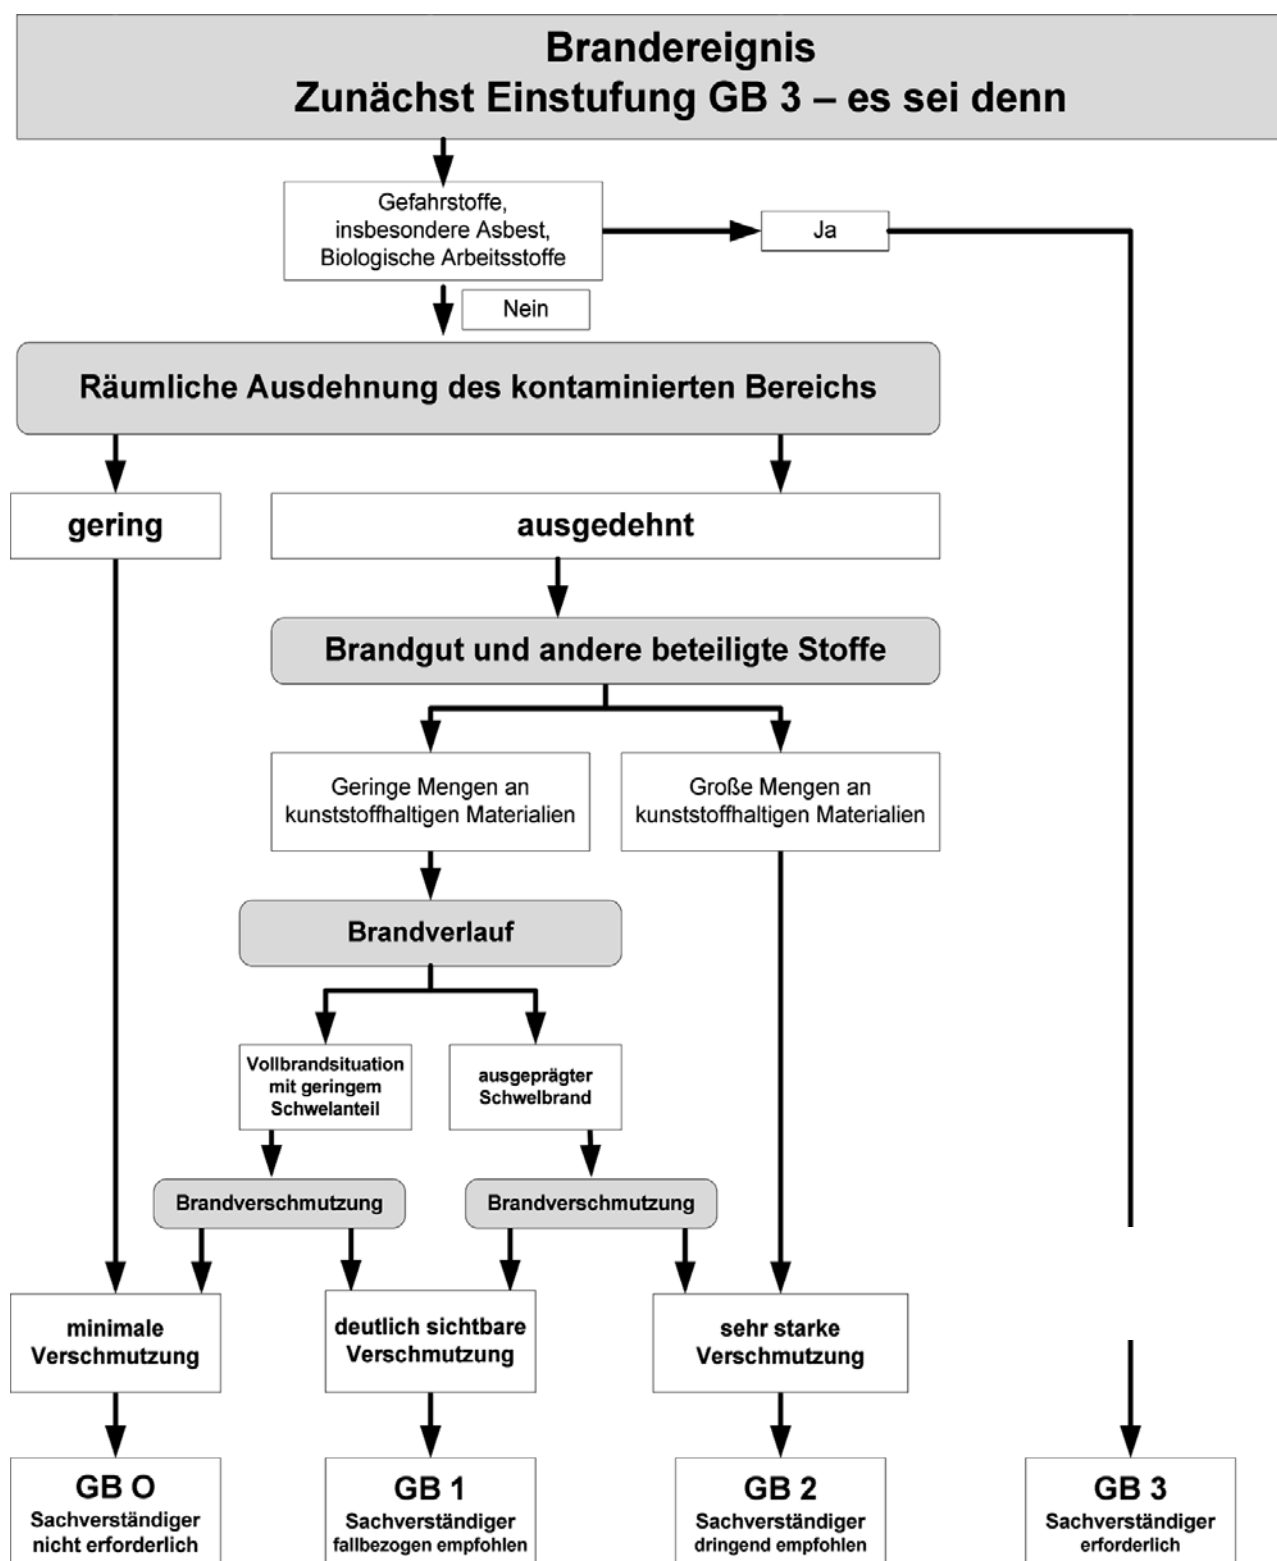 Brandereignis
Zunächst Einstufung GB 3 – es sei denn
Gefahrstoffe,
insbesondere Asbest,
Biologische Arbeitsstoffe
Ja
Nein
Räumliche Ausdehnung des kontaminierten Bereichs
gering
ausgedehnt
Brandgut und andere beteiligte Stoffe
Geringe Mengen an
kunststoffhaltigen Materialien
Große Mengen an
kunststoffhaltigen Materialien
Brandverlauf
Vollbrandsituation
mit geringem
Schwelanteil
ausgeprägter
Schwelbrand
Brandverschmutzung
Brandverschmutzung
minimale
Verschmutzung
deutlich sichtbare
Verschmutzung
sehr starke
Verschmutzung
GB O
Sachverständiger
nicht erforderlich
GB 1
Sachverständiger
fallbezogen empfohlen
GB 2
Sachverständiger
dringend empfohlen
GB 3
Sachverständiger
erforderlich